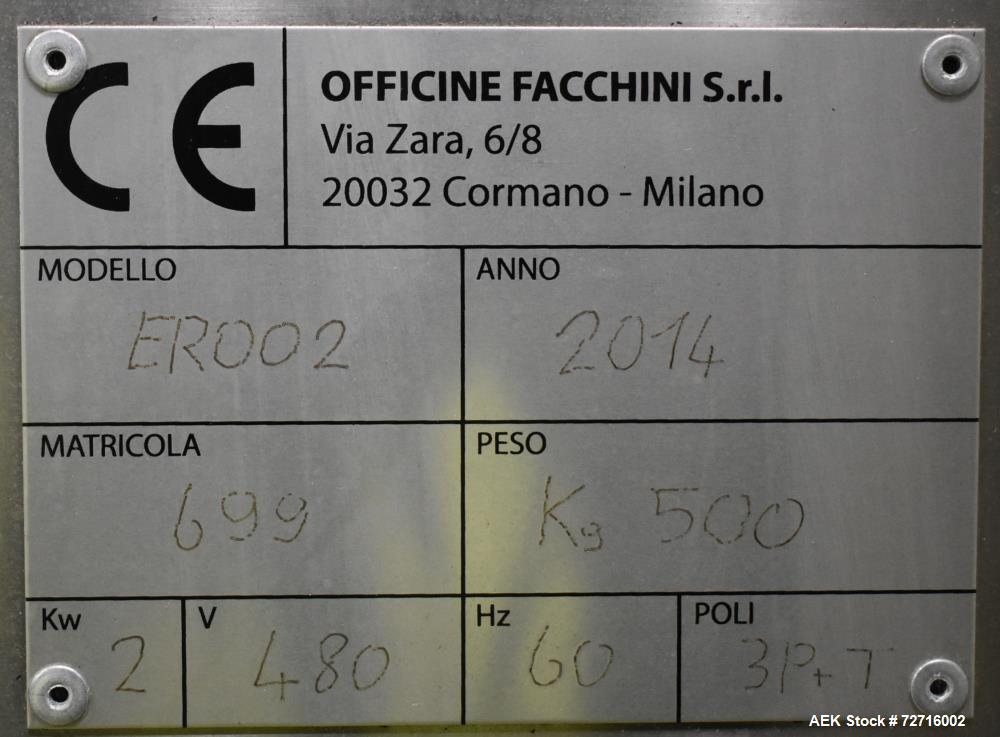 CE
OFFICINE FACCHINI S.r.l.
Via Zara, 6/8
20032 Cormano - Milano
MODELLO
ER002
ANNO
2014
MATRICOLA
699
PESO
Kg 500
Kw
2
V
480
Hz
60
POLI
3P+T
AEK Stock # 72716002